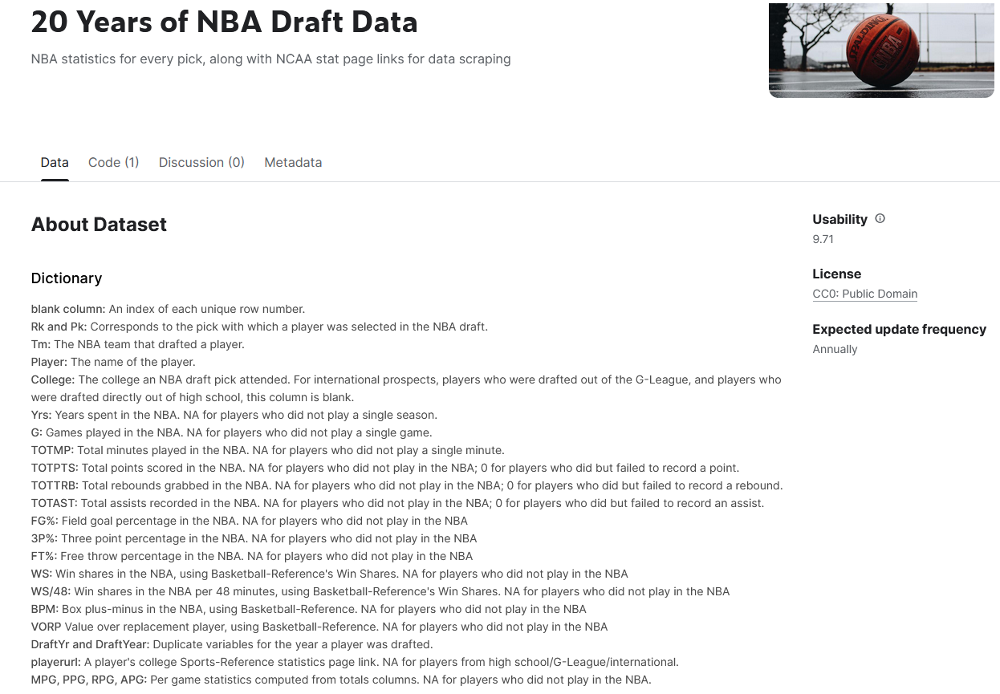 20 Years of NBA Draft Data
NBA statistics for every pick, along with NCAA stat page links for data scraping
SPALDING
NBA
Data
Code (1)
Discussion (0)
Metadata
About Dataset
Dictionary
blank column: An index of each unique row number.
Rk and Pk: Corresponds to the pick with which a player was selected in the NBA draft.
Tm: The NBA team that drafted a player.
Player: The name of the player.
College: The college an NBA draft pick attended. For international prospects, players who were drafted out of the G-League, and players who
were drafted directly out of high school, this column is blank.
Yrs: Years spent in the NBA. NA for players who did not play a single season.
G: Games played in the NBA. NA for players who did not play a single game.
TOTMP: Total minutes played in the NBA. NA for players who did not play a single minute.
TOTPTS: Total points scored in the NBA. NA for players who did not play in the NBA; 0 for players who did but failed to record a point.
TOTTRB: Total rebounds grabbed in the NBA. NA for players who did not play in the NBA; 0 for players who did but failed to record a rebound.
TOTAST: Total assists recorded in the NBA. NA for players who did not play in the NBA; 0 for players who did but failed to record an assist.
FG%: Field goal percentage in the NBA. NA for players who did not play in the NBA
3P%: Three point percentage in the NBA. NA for players who did not play in the NBA
FT%: Free throw percentage in the NBA. NA for players who did not play in the NBA
WS: Win shares in the NBA, using Basketball-Reference's Win Shares. NA for players who did not play in the NBA
WS/48: Win shares in the NBA per 48 minutes, using Basketball-Reference's Win Shares. NA for players who did not play in the NBA
BPM: Box plus-minus in the NBA, using Basketball-Reference. NA for players who did not play in the NBA
VORP Value over replacement player, using Basketball-Reference. NA for players who did not play in the NBA
DraftYr and DraftYear: Duplicate variables for the year a player was drafted.
playerurl: A player's college Sports-Reference statistics page link. NA for players from high school/G-League/international.
MPG, PPG, RPG, APG: Per game statistics computed from totals columns. NA for players who did not play in the NBA.
Usability
9.71
License
CC0: Public Domain
Expected update frequency
Annually